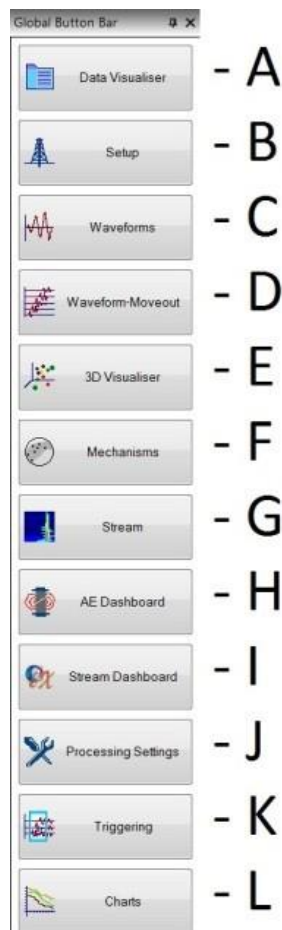 Global Button Bar
Data Visualiser - A
Setup - B
Waveforms - C
Waveform-Moveout - D
3D Visualiser - E
Mechanisms - F
Stream - G
AE Dashboard - H
Stream Dashboard - I
Processing Settings - J
Triggering - K
Charts - L